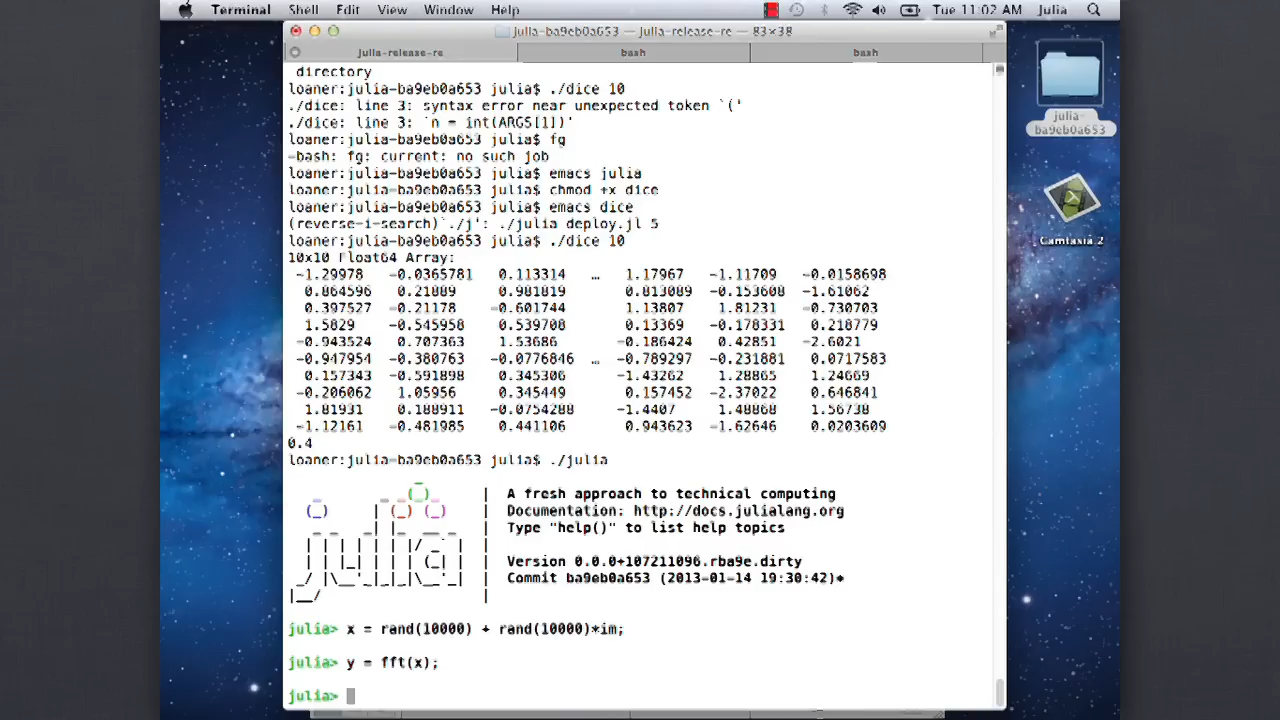 Terminal Shell Edit View Window Help Tue 11:02 AM Julia
julia-ba9eb0a653 — julia-release-re — 83×38
julia-release-re bash bash
directory
loaner:julia-ba9eb0a653 julia$ ./dice 10
./dice: line 3: syntax error near unexpected token `('
./dice: line 3: `n = int(ARGS[1])'
loaner:julia-ba9eb0a653 julia$ fg
-bash: fg: current: no such job
loaner:julia-ba9eb0a653 julia$ emacs julia
loaner:julia-ba9eb0a653 julia$ chmod +x dice
loaner:julia-ba9eb0a653 julia$ emacs dice
(reverse-i-search)`./j': ./julia deploy.jl 5
loaner:julia-ba9eb0a653 julia$ ./dice 10
10x10 Float64 Array:
-1.29978 -0.0365781 0.113314 … 1.17967 -1.11709 -0.0158698
0.864596 0.21889 0.981819 0.813089 -0.153608 -1.61062
0.397527 -0.21178 -0.601744 1.13807 1.81231 -0.730703
1.5829 -0.545958 0.539708 0.13369 -0.178331 0.218779
-0.943524 0.707363 1.53686 -0.186424 0.42851 -2.6021
-0.947954 -0.380763 -0.0776846 … -0.789297 -0.231881 0.0717583
0.157343 -0.591898 0.345306 -1.43262 1.28865 1.24669
-0.206062 1.05956 0.345449 0.157452 -2.37022 0.646841
1.81931 0.188911 -0.0754288 -1.4407 1.48868 1.56738
-1.12161 -0.481985 0.441106 0.943623 -1.62646 0.0203609
0.4
loaner:julia-ba9eb0a653 julia$ ./julia
A fresh approach to technical computing
Documentation: http://docs.julialang.org
Type "help()" to list help topics
Version 0.0.0+107211096.rba9e.dirty
Commit ba9eb0a653 (2013-01-14 19:30:42)*
julia> x = rand(10000) + rand(10000)*im;
julia> y = fft(x);
julia>
julia-
ba9eb0a653
Camtasia 2